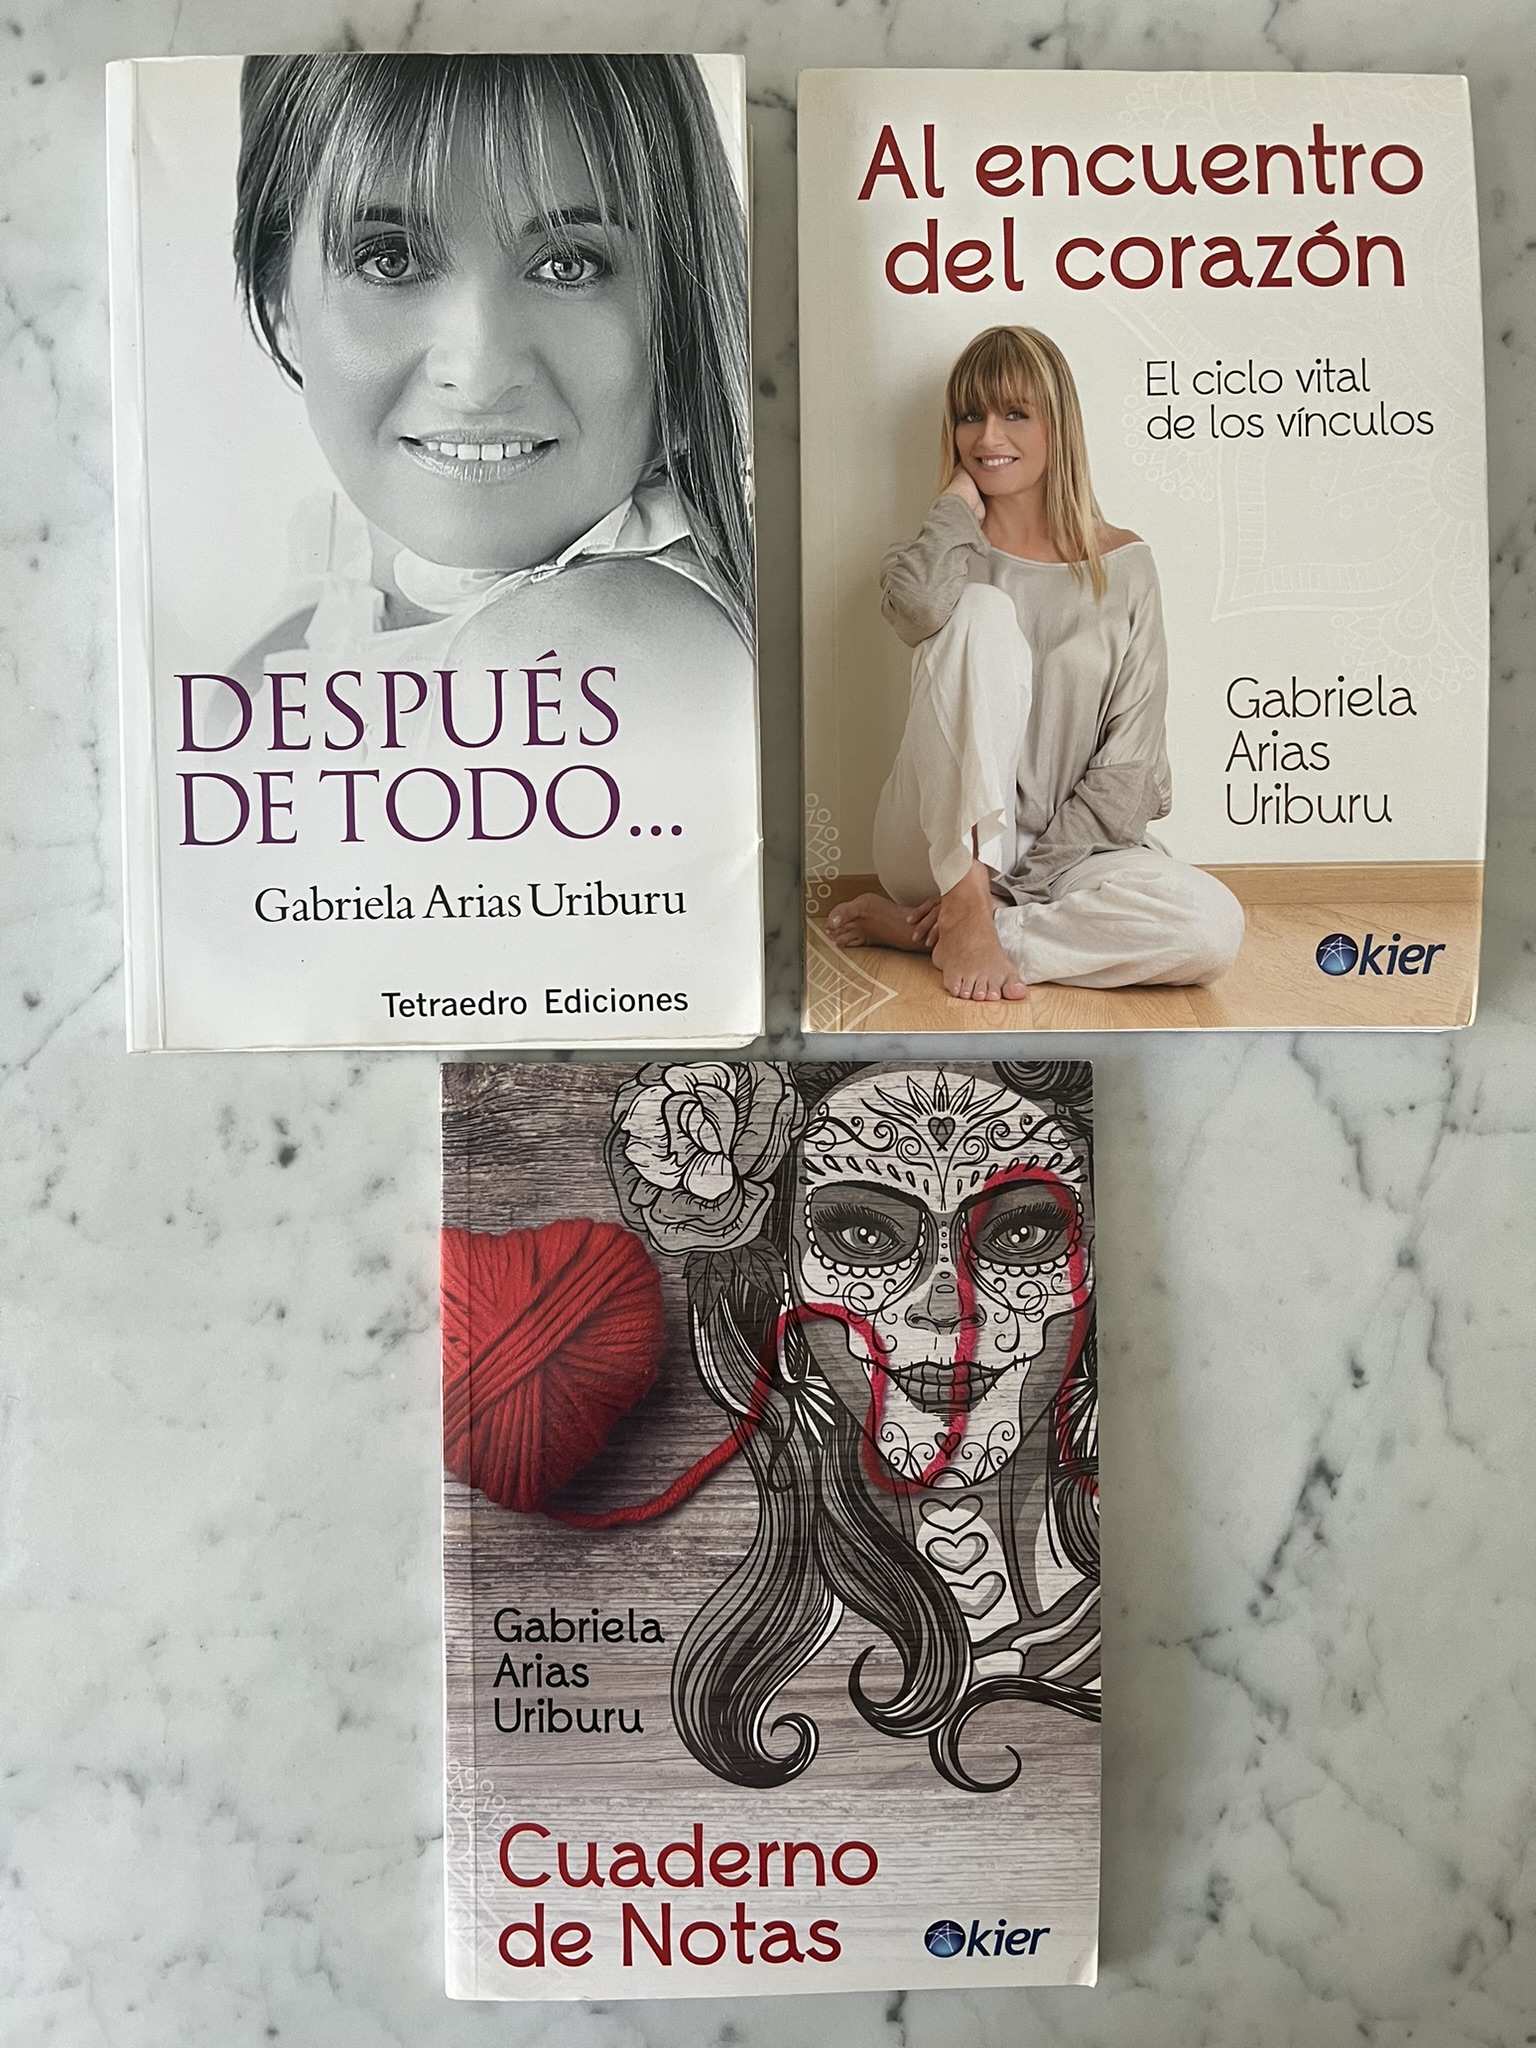 DESPUÉS
DE TODO...
Gabriela Arias Uriburu
Tetraedro Ediciones
Al encuentro
del corazón
El ciclo vital
de los vínculos
Gabriela
Arias
Uriburu
kier
Gabriela
Arias
Uriburu
Cuaderno
de Notas
kier